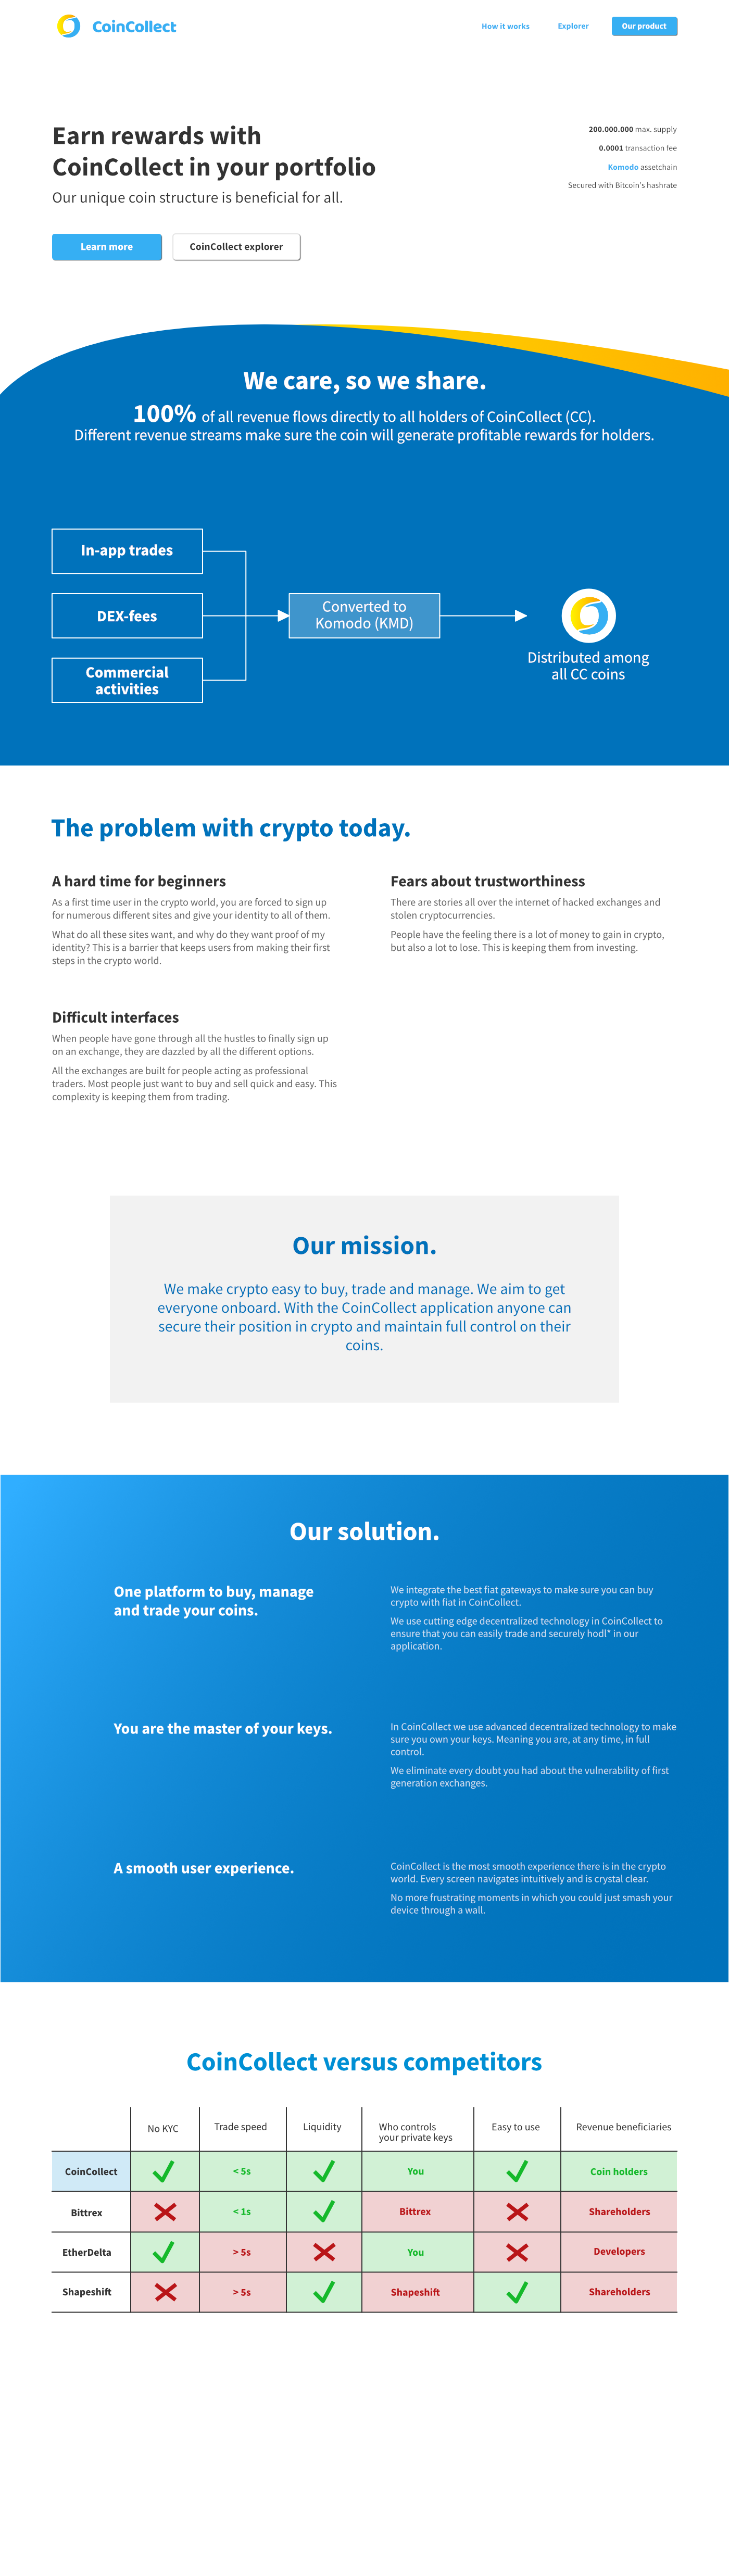 CoinCollect
How it works
Explorer
Our product
Earn rewards with
CoinCollect in your portfolio
Our unique coin structure is beneficial for all.
Learn more
CoinCollect explorer
200.000.000 max. supply
0.0001 transaction fee
Komodo assetchain
Secured with Bitcoin's hashrate
We care, so we share.
100% of all revenue flows directly to all holders of CoinCollect (CC).
Different revenue streams make sure the coin will generate profitable rewards for holders.
In-app trades
DEX-fees
Commercial
activities
Converted to
Komodo (KMD)
Distributed among
all CC coins
The problem with crypto today.
A hard time for beginners
As a first time user in the crypto world, you are forced to sign up
for numerous different sites and give your identity to all of them.
What do all these sites want, and why do they want proof of my
identity? This is a barrier that keeps users from making their first
steps in the crypto world.
Fears about trustworthiness
There are stories all over the internet of hacked exchanges and
stolen cryptocurrencies.
People have the feeling there is a lot of money to gain in crypto,
but also a lot to lose. This is keeping them from investing.
Difficult interfaces
When people have gone through all the hustles to finally sign up
on an exchange, they are dazzled by all the different options.
All the exchanges are built for people acting as professional
traders. Most people just want to buy and sell quick and easy. This
complexity is keeping them from trading.
Our mission.
We make crypto easy to buy, trade and manage. We aim to get
everyone onboard. With the CoinCollect application anyone can
secure their position in crypto and maintain full control on their
coins.
Our solution.
One platform to buy, manage
and trade your coins.
We integrate the best fiat gateways to make sure you can buy
crypto with fiat in CoinCollect.
We use cutting edge decentralized technology in CoinCollect to
ensure that you can easily trade and securely hodl* in our
application.
You are the master of your keys.
In CoinCollect we use advanced decentralized technology to make
sure you own your keys. Meaning you are, at any time, in full
control.
We eliminate every doubt you had about the vulnerability of first
generation exchanges.
A smooth user experience.
CoinCollect is the most smooth experience there is in the crypto
world. Every screen navigates intuitively and is crystal clear.
No more frustrating moments in which you could just smash your
device through a wall.
CoinCollect versus competitors
No KYC
Trade speed
Liquidity
Who controls
your private keys
Easy to use
Revenue beneficiaries
CoinCollect
< 5s
You
Coin holders
Bittrex
< 1s
Bittrex
Shareholders
EtherDelta
> 5s
You
Developers
Shapeshift
> 5s
Shapeshift
Shareholders